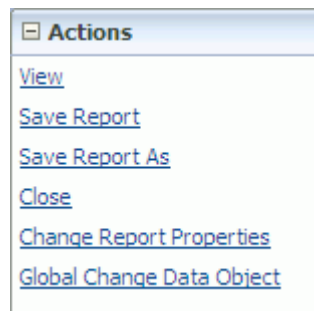 Actions
View
Save Report
Save Report As
Close
Change Report Properties
Global Change Data Object